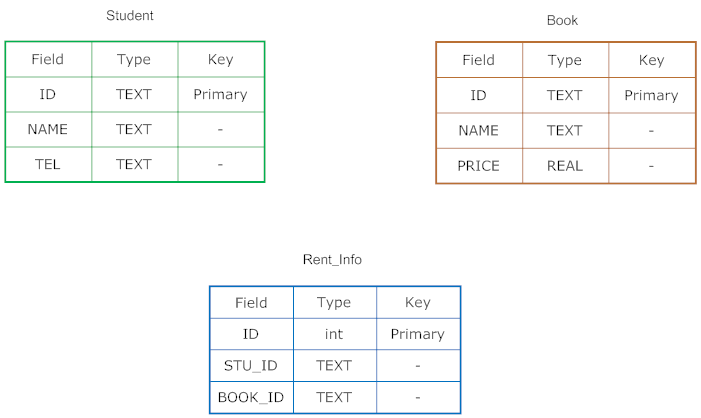 Student
Field Type Key
ID TEXT Primary
NAME TEXT -
TEL TEXT -
Book
Field Type Key
ID TEXT Primary
NAME TEXT -
PRICE REAL -
Rent_Info
Field Type Key
ID int Primary
STU_ID TEXT -
BOOK_ID TEXT -